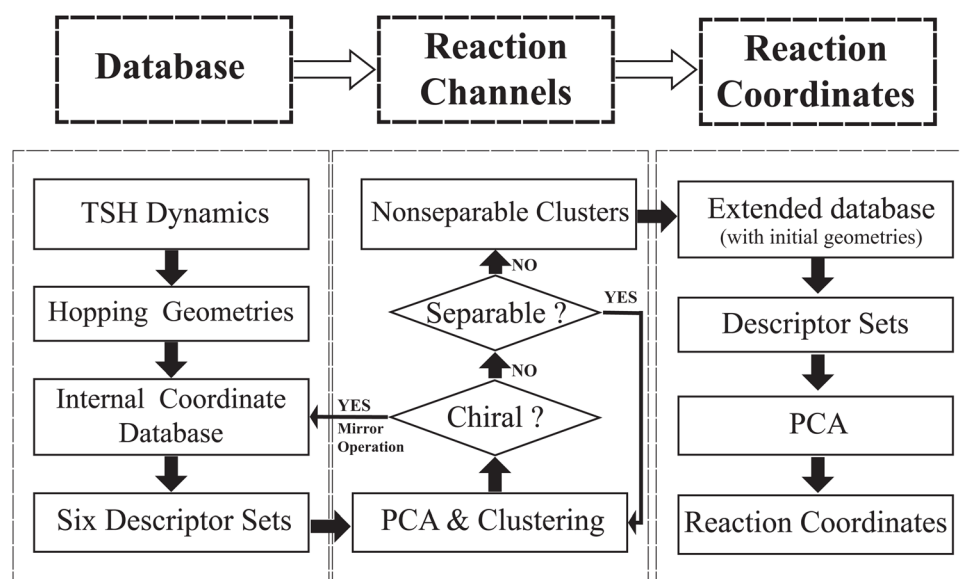 Database
Reaction
Channels
Reaction
Coordinates
TSH Dynamics
Hopping Geometries
Internal Coordinate
Database
Six Descriptor Sets
Nonseparable Clusters
NO
Separable ?
YES
NO
Chiral ?
YES
Mirror
Operation
PCA & Clustering
Extended database
(with initial geometries)
Descriptor Sets
PCA
Reaction Coordinates